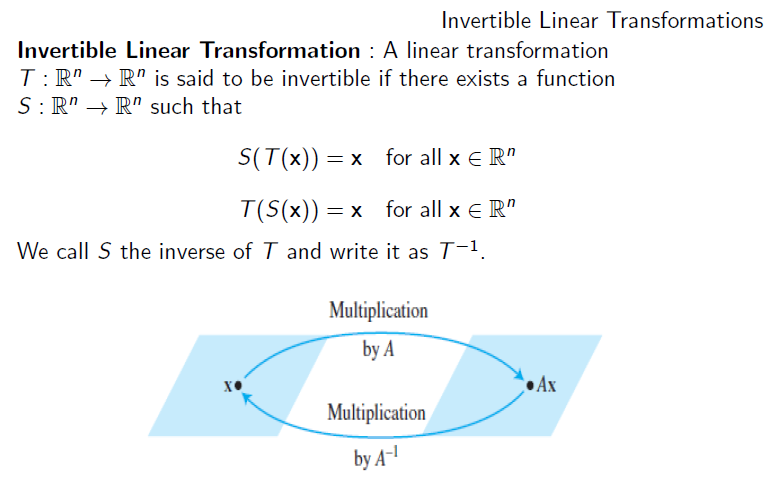 Invertible Linear Transformations
Invertible Linear Transformation : A linear transformation
T : ℝⁿ → ℝⁿ is said to be invertible if there exists a function
S : ℝⁿ → ℝⁿ such that
S(T(x)) = x for all x ∈ ℝⁿ
T(S(x)) = x for all x ∈ ℝⁿ
We call S the inverse of T and write it as T⁻¹.
Multiplication
by A
x
Ax
Multiplication
by A⁻¹